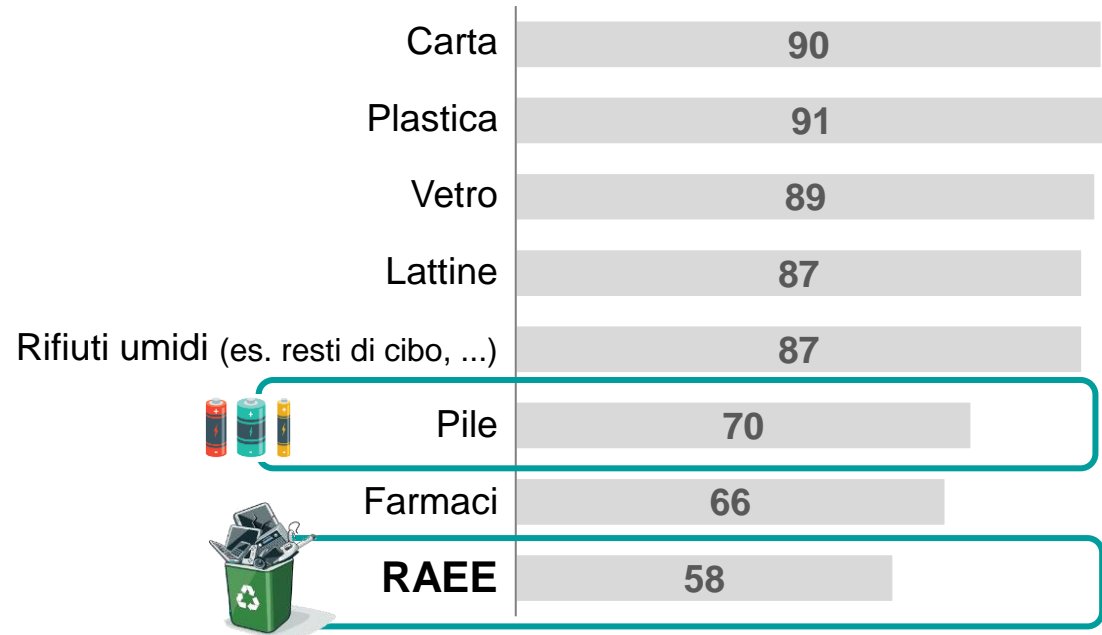 Carta 90
Plastica 91
Vetro 89
Lattine 87
Rifiuti umidi (es. resti di cibo, ...) 87
Pile 70
Farmaci 66
RAEE 58